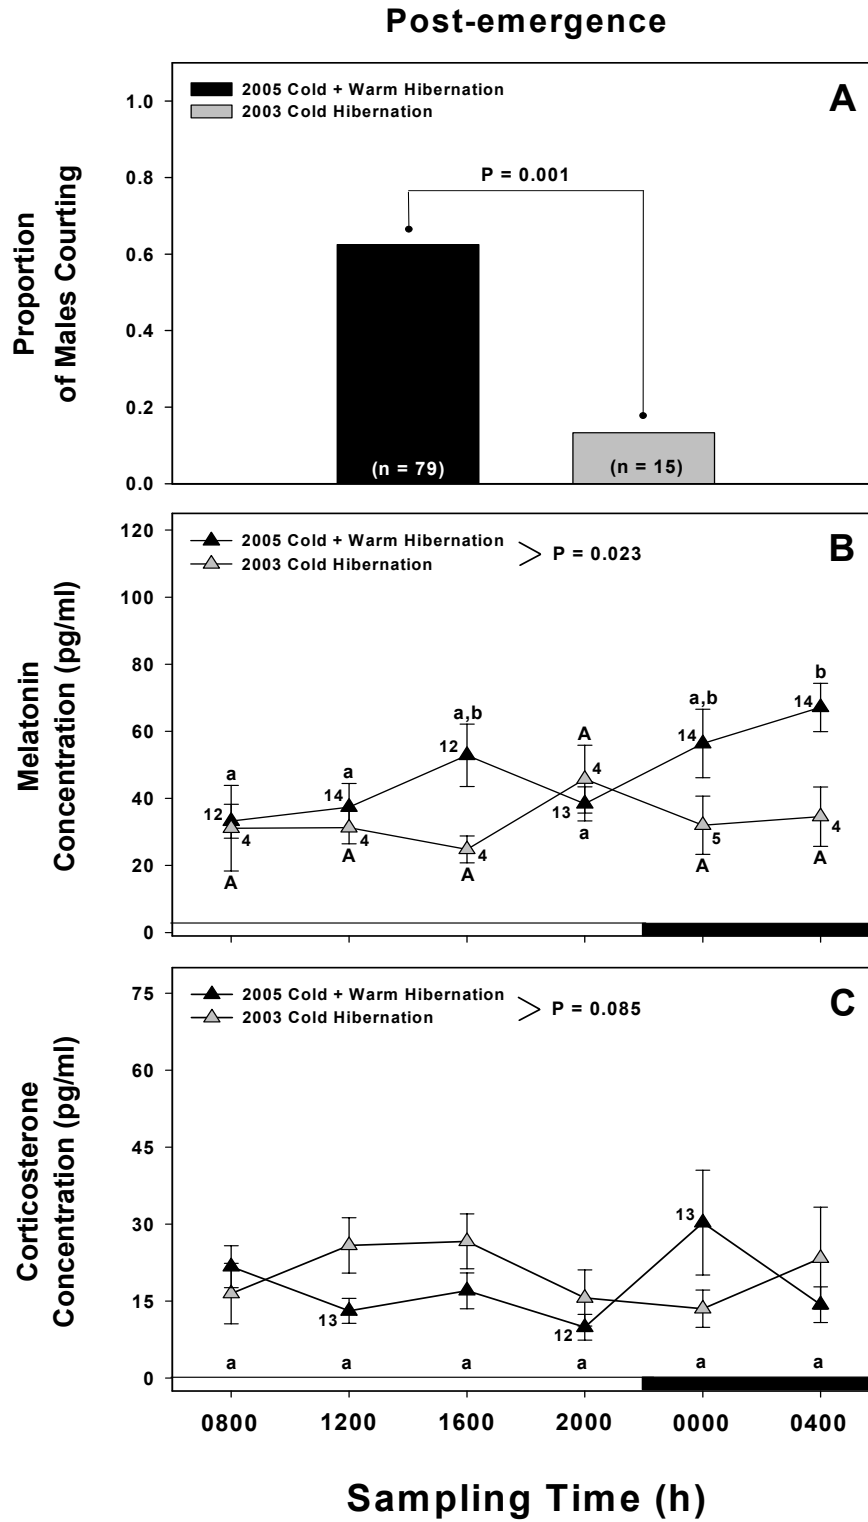 Post-emergence
Proportion
of Males Courting
1.0
0.8
0.6
0.4
0.2
0.0
2005 Cold + Warm Hibernation
2003 Cold Hibernation
A
P = 0.001
(n = 79)
(n = 15)
Melatonin
Concentration (pg/ml)
120
100
80
60
40
20
0
2005 Cold + Warm Hibernation
2003 Cold Hibernation
P = 0.023
B
a
12
4
A
a
14
4
A
a,b
12
4
A
A
4
13
a
a,b
14
5
A
b
14
4
A
Corticosterone
Concentration (pg/ml)
75
60
45
30
15
0
2005 Cold + Warm Hibernation
2003 Cold Hibernation
P = 0.085
C
13
12
13
a a a a a a
0800 1200 1600 2000 0000 0400
Sampling Time (h)